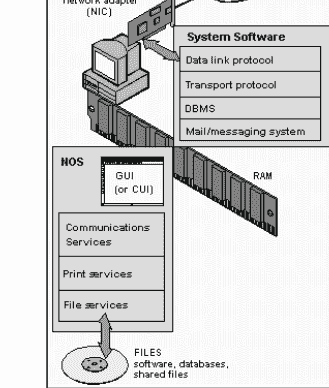 network adapter
(NIC)
System Software
Data link protocol
Transport protocol
DBMS
Mail/messaging system
NOS
GUI
(or CUI)
RAM
Communications
Services
Print services
File services
FILES
software, databases,
shared files